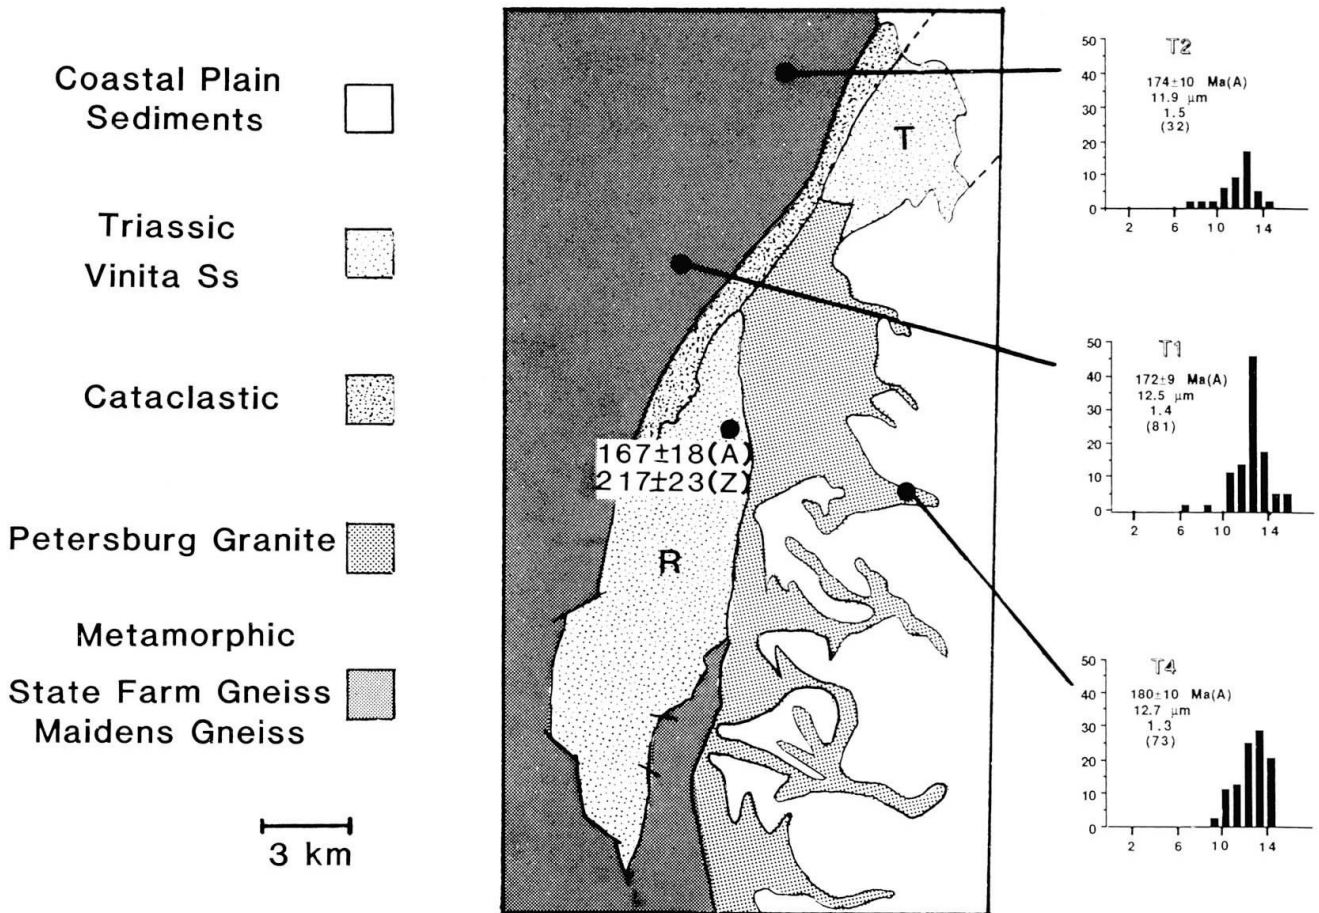 Coastal Plain
Sediments
Triassic
Vinita Ss
Cataclastic
Petersburg Granite
Metamorphic
State Farm Gneiss
Maidens Gneiss
3 km
T
167±18(A)
217±23(Z)
R
T2
174±10 Ma(A)
11.9 µm
1.5
(32)
50
40
30
20
10
0
2 6 10 14
T1
172±9 Ma(A)
12.5 µm
1.4
(81)
50
40
30
20
10
0
2 6 10 14
T4
180±10 Ma(A)
12.7 µm
1.3
(73)
50
40
30
20
10
0
2 6 10 14